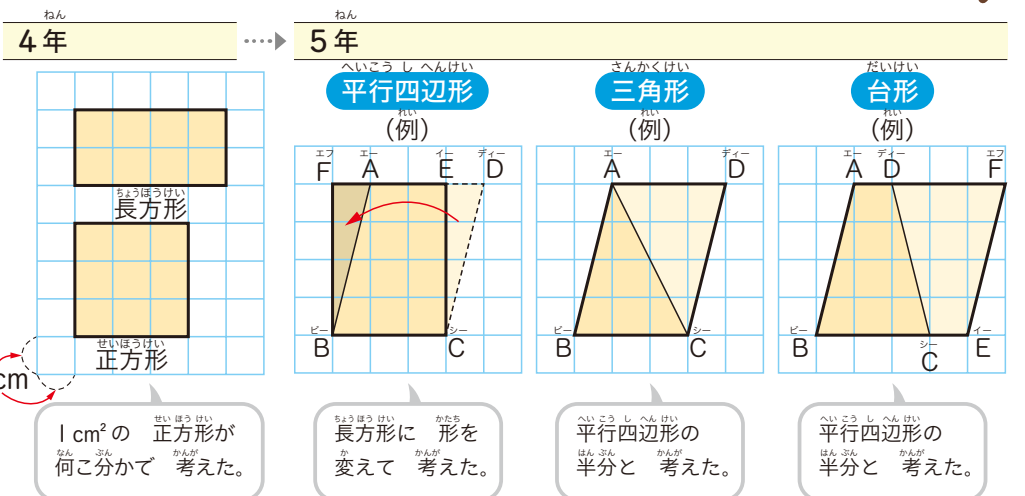 ねん
4年
ねん
5年
へいこうしへんけい
平行四辺形
れい
(例)
さんかくけい
三角形
れい
(例)
だいけい
台形
れい
(例)
ちょうほうけい
長方形
せいほうけい
正方形
cm
エフ エー イー ディー
F A E D
ビー シー
B C
エー ディー
A D
ビー シー
B C
エー ディー エフ
A D F
ビー シー イー
B C E
せいほうけい
1cm²の 正方形が
なん ぶん かんが
何こ分かで 考えた。
ちょうほうけい かたち
長方形に 形を
か かんが
変えて 考えた。
へいこうしへんけい
平行四辺形の
はんぶん かんが
半分と 考えた。
へいこうしへんけい
平行四辺形の
はんぶん かんが
半分と 考えた。